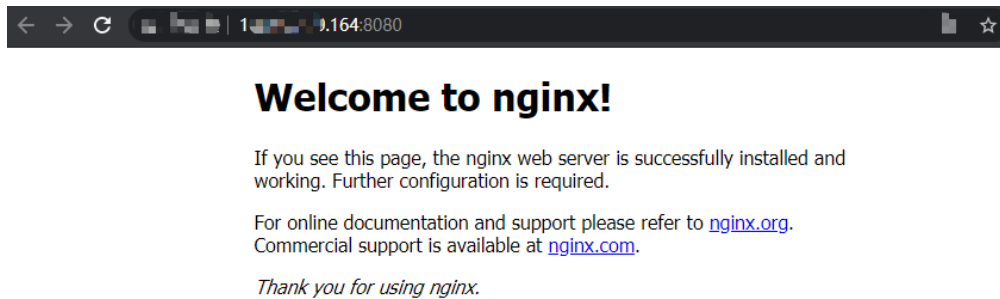 .164:8080
Welcome to nginx!
If you see this page, the nginx web server is successfully installed and
working. Further configuration is required.
For online documentation and support please refer to nginx.org.
Commercial support is available at nginx.com.
Thank you for using nginx.